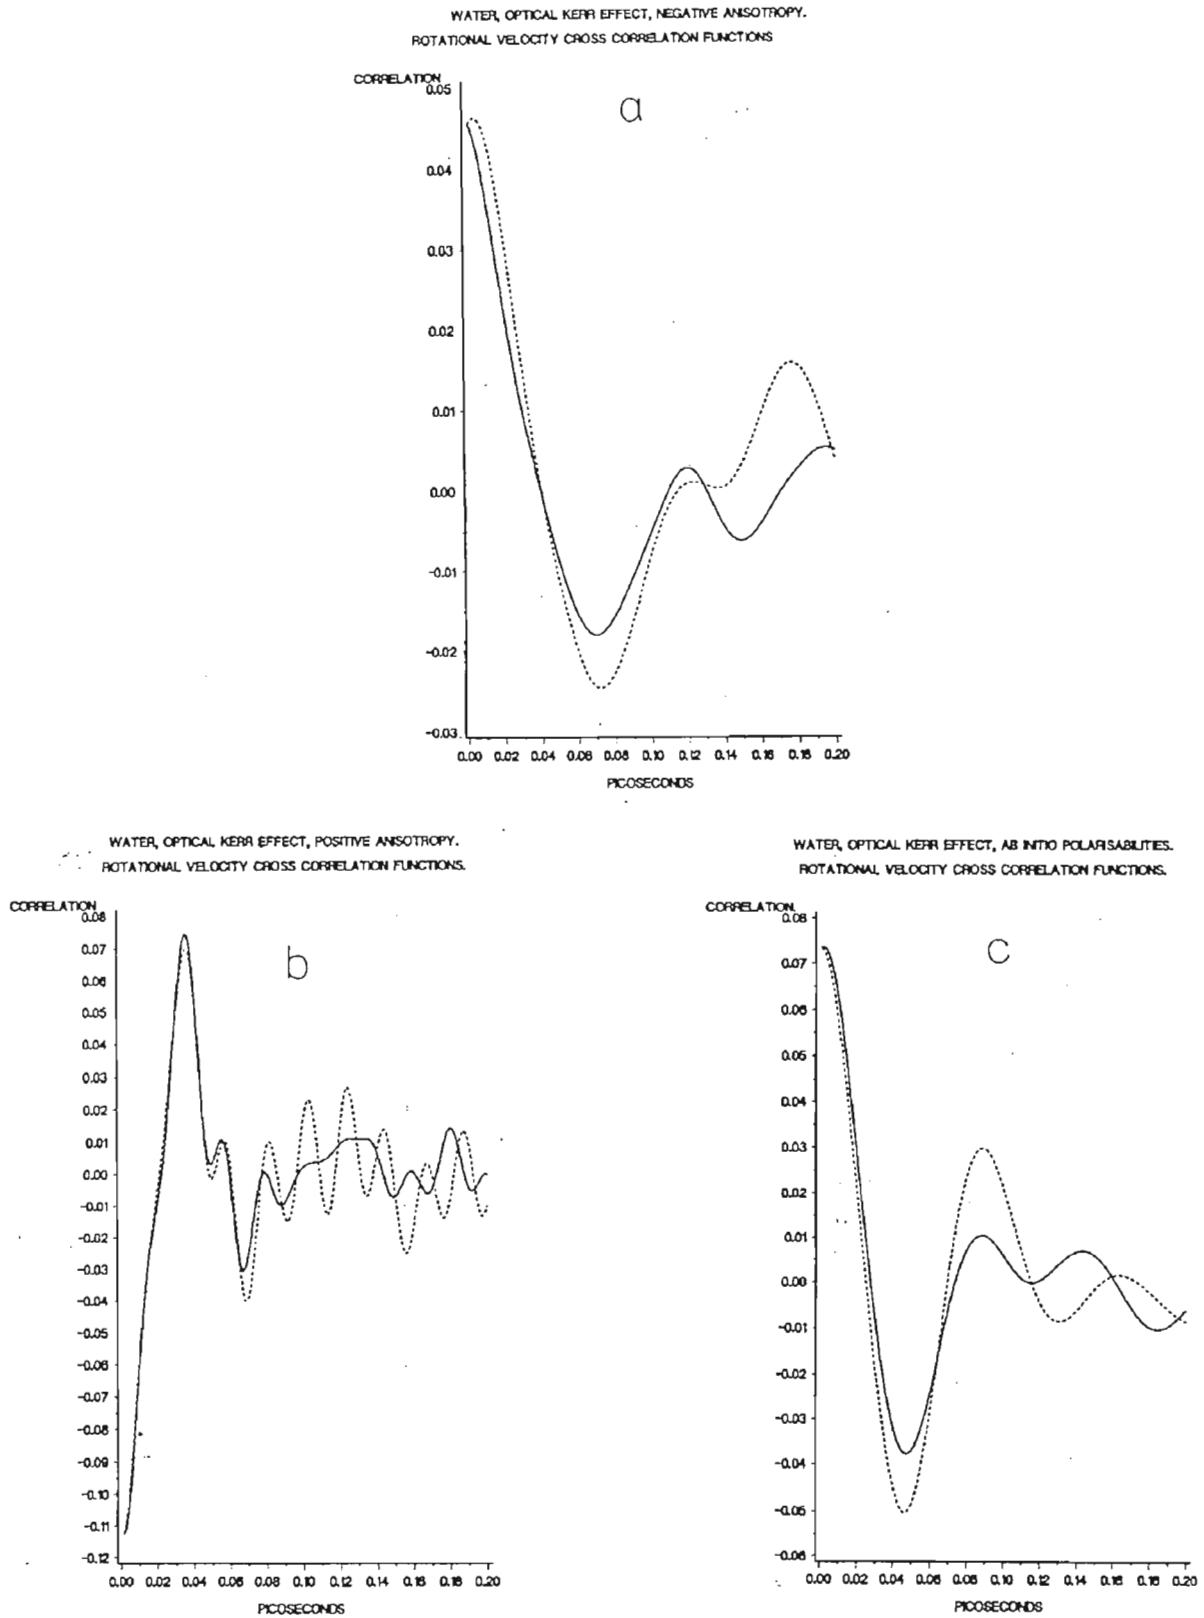 WATER, OPTICAL KERR EFFECT, NEGATIVE ANISOTROPY.
ROTATIONAL VELOCITY CROSS CORRELATION FUNCTIONS
CORRELATION
a
0.05
0.04
0.03
0.02
0.01
0.00
-0.01
-0.02
-0.03
0.00 0.02 0.04 0.06 0.08 0.10 0.12 0.14 0.16 0.18 0.20
PICOSECONDS
WATER, OPTICAL KERR EFFECT, POSITIVE ANISOTROPY.
ROTATIONAL VELOCITY CROSS CORRELATION FUNCTIONS.
CORRELATION
b
0.08
0.07
0.06
0.05
0.04
0.03
0.02
0.01
0.00
-0.01
-0.02
-0.03
-0.04
-0.05
-0.06
-0.07
-0.08
-0.09
-0.10
-0.11
-0.12
0.00 0.02 0.04 0.06 0.08 0.10 0.12 0.14 0.16 0.18 0.20
PICOSECONDS
WATER, OPTICAL KERR EFFECT, AB INITIO POLARISABILITIES.
ROTATIONAL VELOCITY CROSS CORRELATION FUNCTIONS.
CORRELATION
c
0.08
0.07
0.06
0.05
0.04
0.03
0.02
0.01
0.00
-0.01
-0.02
-0.03
-0.04
-0.05
-0.06
0.00 0.02 0.04 0.06 0.08 0.10 0.12 0.14 0.16 0.18 0.20
PICOSECONDS